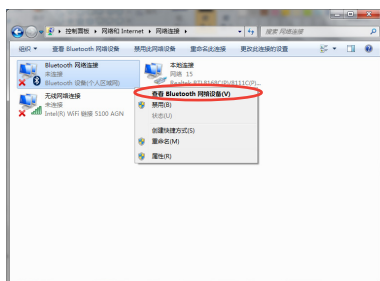 控制面板 ▸ 网络和 Internet ▸ 网络连接 ▸
搜索 网络连接
组织 查看 Bluetooth 网络设备 禁用此网络设备 重命名此连接 更改此连接的设置
Bluetooth 网络连接
未连接
Bluetooth 设备(个人区域网)
本地连接
网络 15
Realtek RTL8168C(P)/8111C(P)...
无线网络连接
未连接
Intel(R) WiFi 链接 5100 AGN
查看 Bluetooth 网络设备(V)
禁用(B)
状态(U)
创建快捷方式(S)
重命名(M)
属性(R)